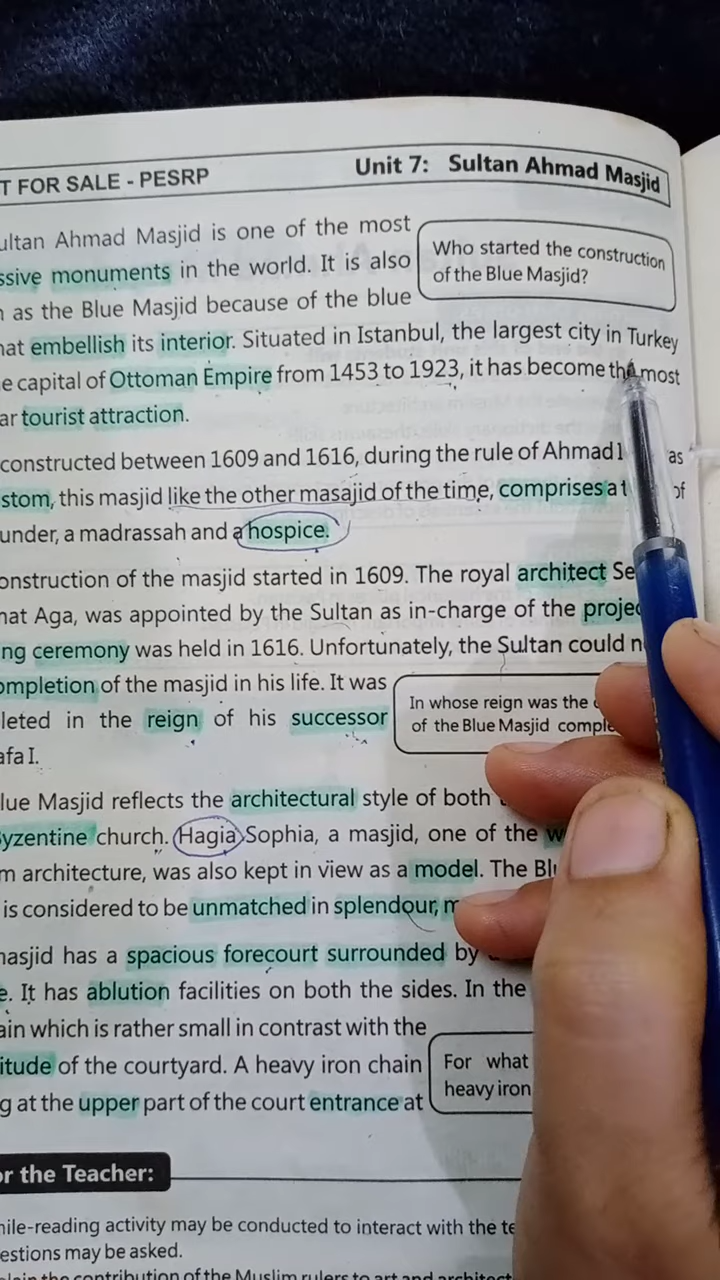 T FOR SALE - PESRP
Unit 7: Sultan Ahmad Masjid
ultan Ahmad Masjid is one of the most
ssive monuments in the world. It is also
as the Blue Masjid because of the blue
hat embellish its interior. Situated in Istanbul, the largest city in Turkey
e capital of Ottoman Empire from 1453 to 1923, it has become the most
ar tourist attraction.
Who started the construction
of the Blue Masjid?
constructed between 1609 and 1616, during the rule of Ahmad as
stom, this masjid like the other masajid of the time, comprises a t of
under, a madrassah and a hospice.
onstruction of the masjid started in 1609. The royal architect Se
hat Aga, was appointed by the Sultan as in-charge of the projec
ng ceremony was held in 1616. Unfortunately, the Sultan could n
ompletion of the masjid in his life. It was
leted in the reign of his successor
afa I.
In whose reign was the
of the Blue Masjid comple
lue Masjid reflects the architectural style of both
Byzentine church. Hagia Sophia, a masjid, one of the w
m architecture, was also kept in view as a model. The Bl
is considered to be unmatched in splendour, m
nasjid has a spacious forecourt surrounded by
e. It has ablution facilities on both the sides. In the
ain which is rather small in contrast with the
itude of the courtyard. A heavy iron chain
g at the upper part of the court entrance at
For what
heavy iron
or the Teacher:
hile-reading activity may be conducted to interact with the te
estions may be asked.
plain the contribution of the Muslim rulers to art and architect